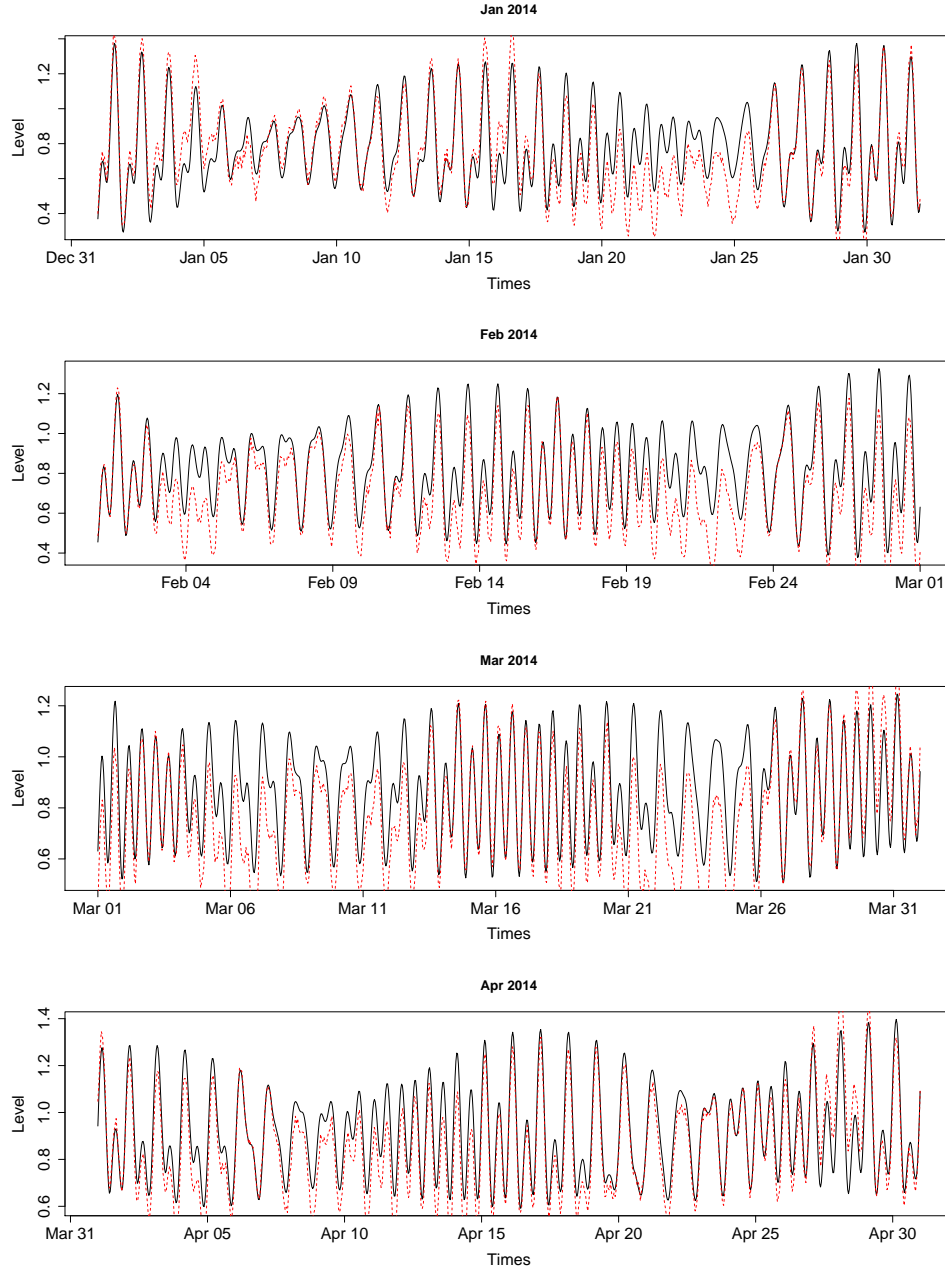 Jan 2014
Level
0.4 0.8 1.2
Dec 31 Jan 05 Jan 10 Jan 15 Jan 20 Jan 25 Jan 30
Times
Feb 2014
Level
0.4 0.6 0.8 1.0 1.2
Feb 04 Feb 09 Feb 14 Feb 19 Feb 24 Mar 01
Times
Mar 2014
Level
0.6 0.8 1.0 1.2
Mar 01 Mar 06 Mar 11 Mar 16 Mar 21 Mar 26 Mar 31
Times
Apr 2014
Level
0.6 0.8 1.0 1.2 1.4
Mar 31 Apr 05 Apr 10 Apr 15 Apr 20 Apr 25 Apr 30
Times